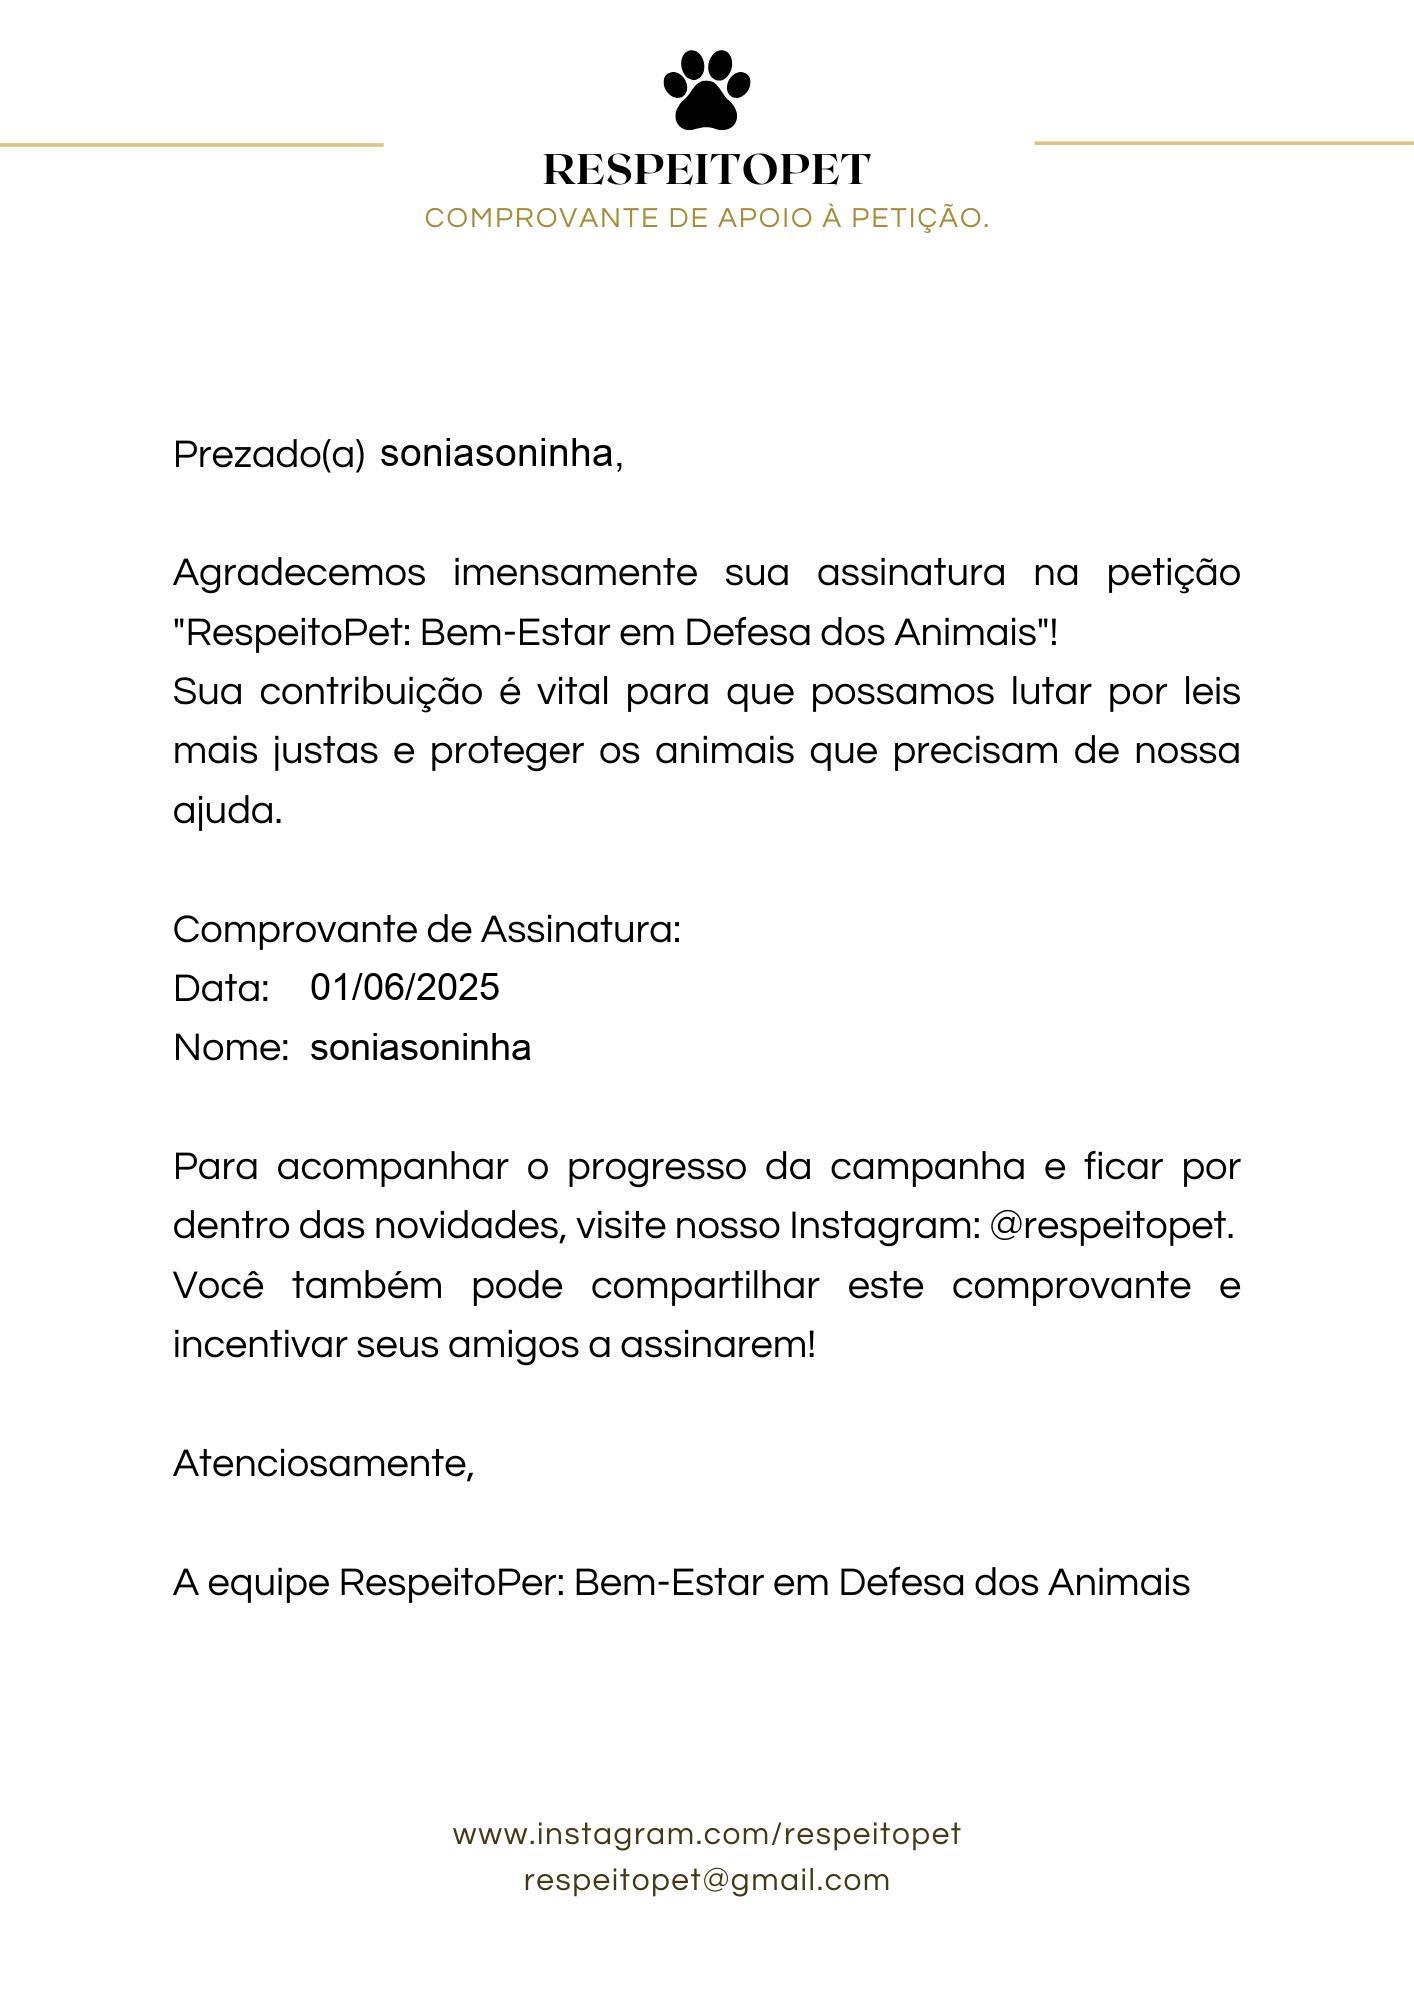 RESPEITOPET
COMPROVANTE DE APOIO À PETIÇÃO.
Prezado(a) soniasoninha,
Agradecemos imensamente sua assinatura na petição
"RespeitoPet: Bem-Estar em Defesa dos Animais"!
Sua contribuição é vital para que possamos lutar por leis
mais justas e proteger os animais que precisam de nossa
ajuda.
Comprovante de Assinatura:
Data: 01/06/2025
Nome: soniasoninha
Para acompanhar o progresso da campanha e ficar por
dentro das novidades, visite nosso Instagram: @respeitopet.
Você também pode compartilhar este comprovante e
incentivar seus amigos a assinarem!
Atenciosamente,
A equipe RespeitoPer: Bem-Estar em Defesa dos Animais
www.instagram.com/respeitopet
respeitopet@gmail.com